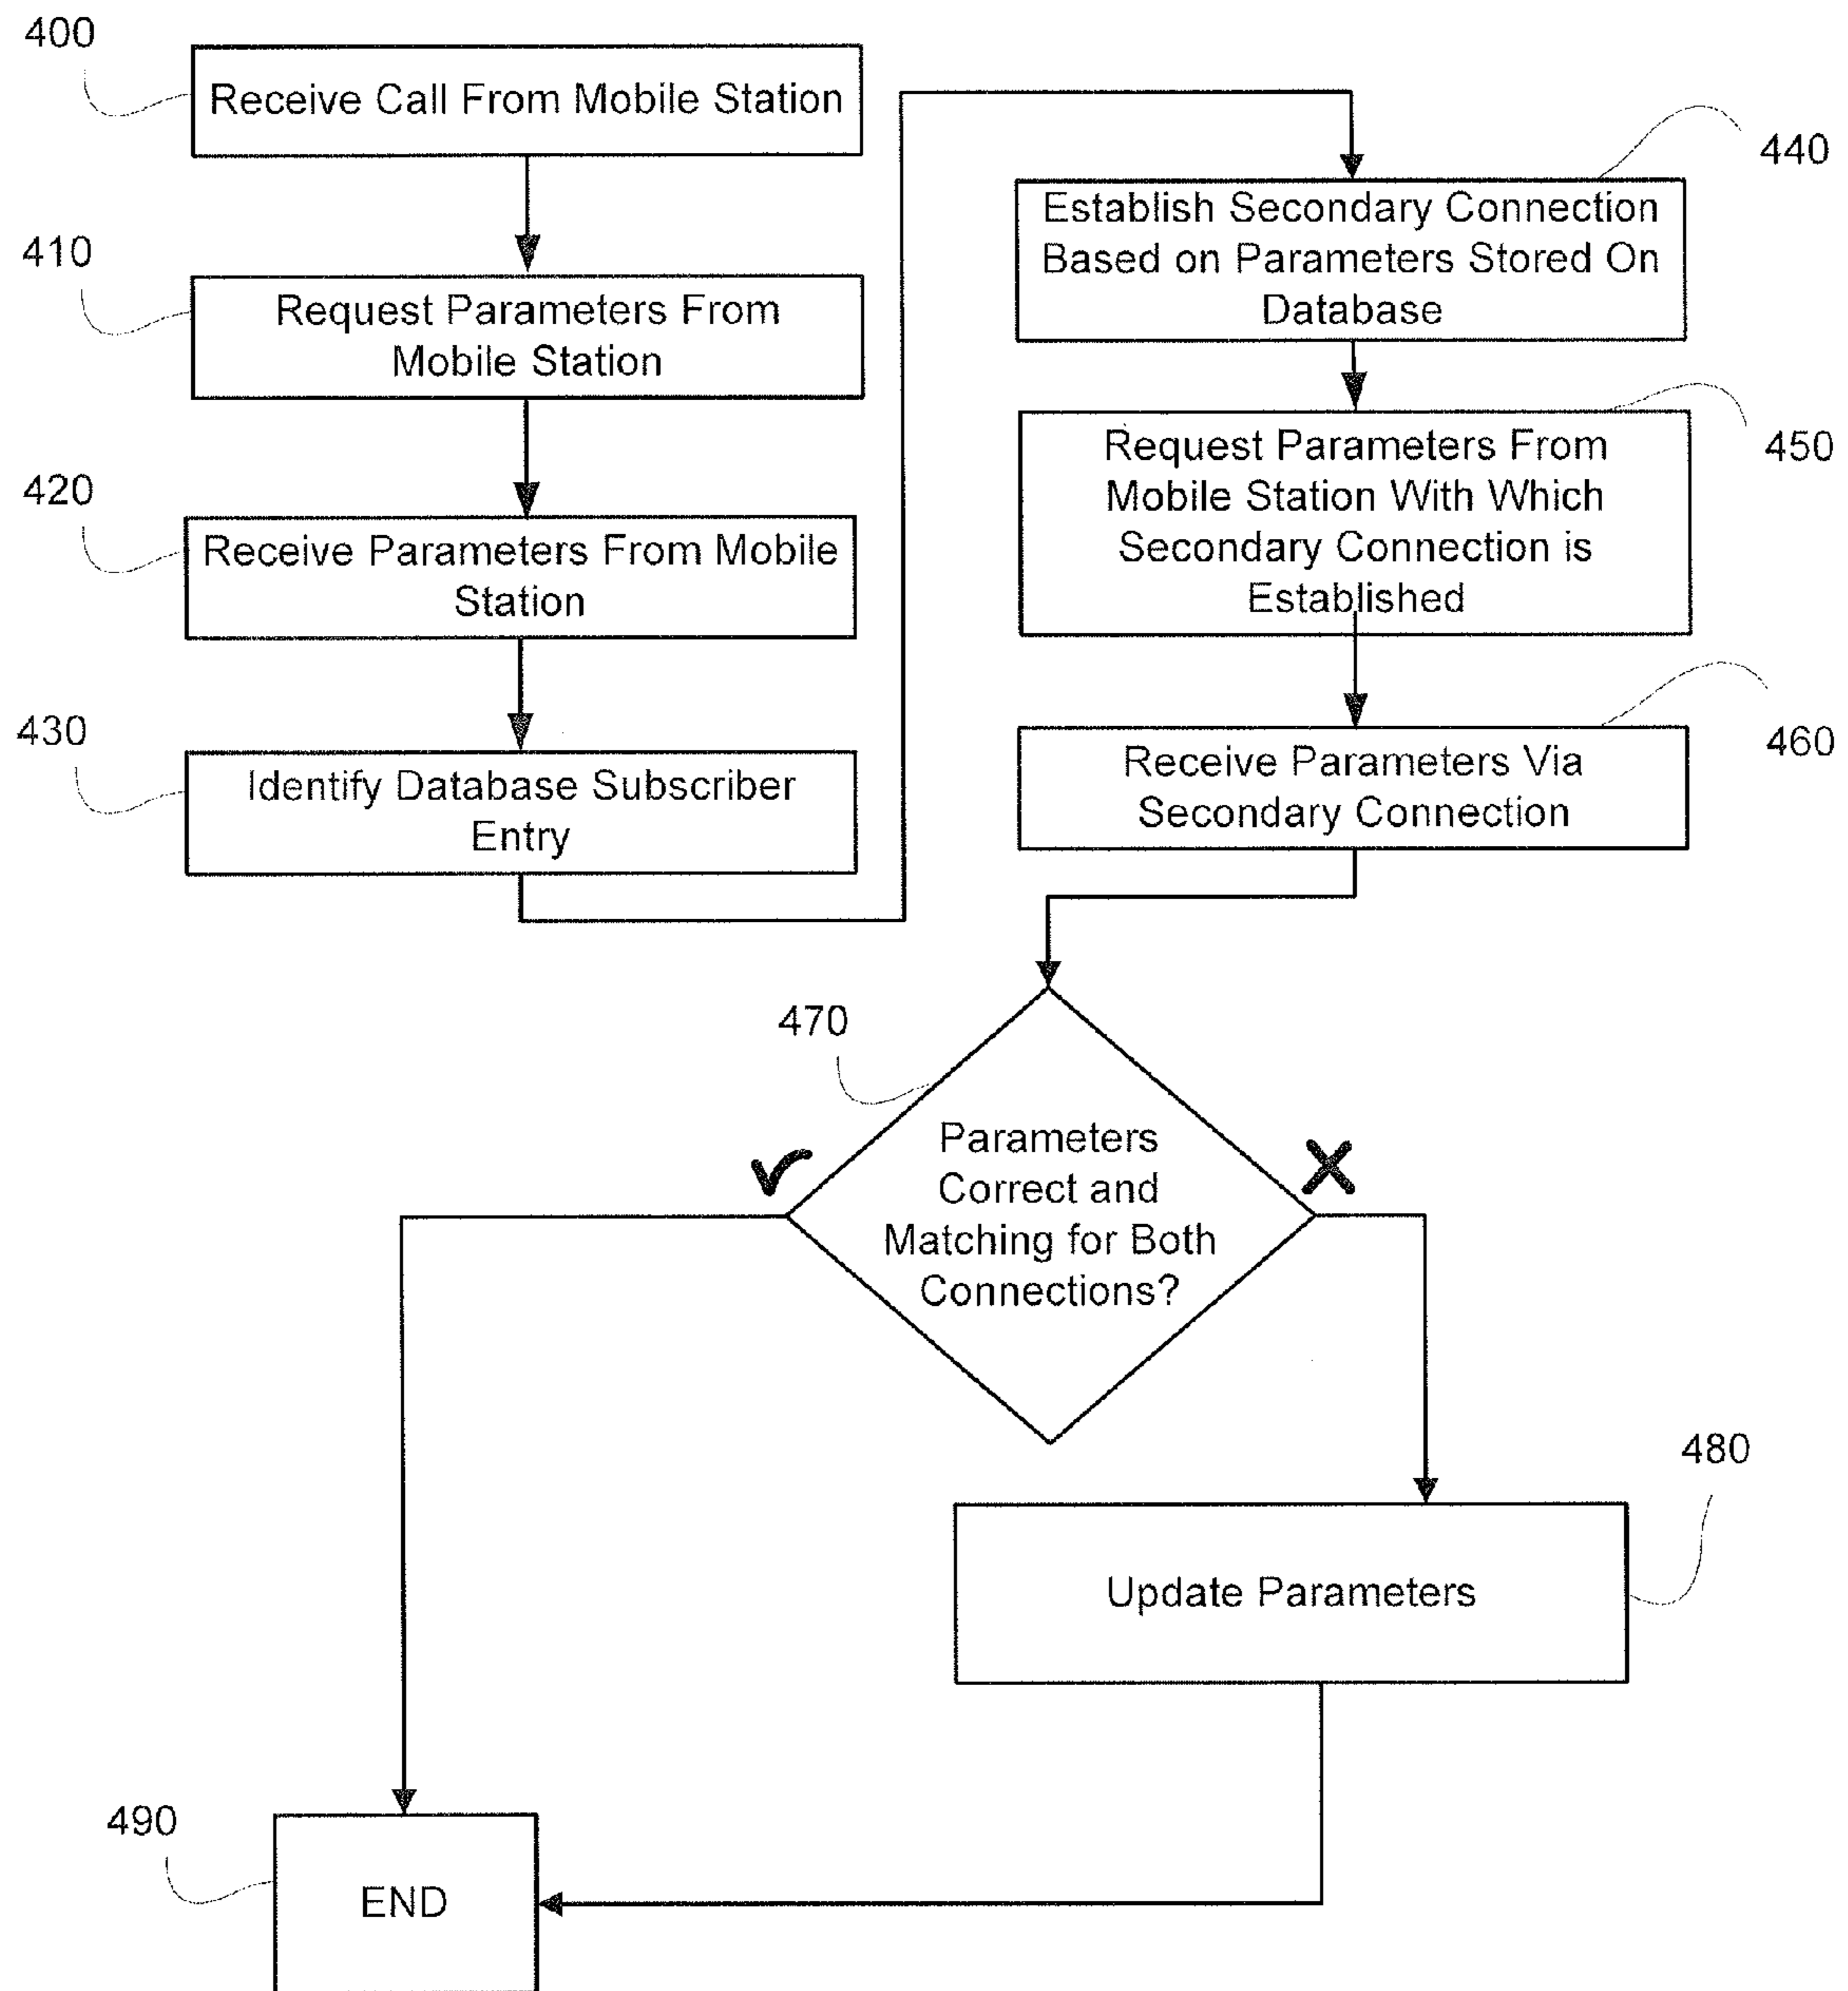 400
Receive Call From Mobile Station
410
Request Parameters From
Mobile Station
420
Receive Parameters From Mobile
Station
430
Identify Database Subscriber
Entry
440
Establish Secondary Connection
Based on Parameters Stored On
Database
450
Request Parameters From
Mobile Station With Which
Secondary Connection is
Established
460
Receive Parameters Via
Secondary Connection
470
Parameters
Correct and
Matching for Both
Connections?
480
Update Parameters
490
END